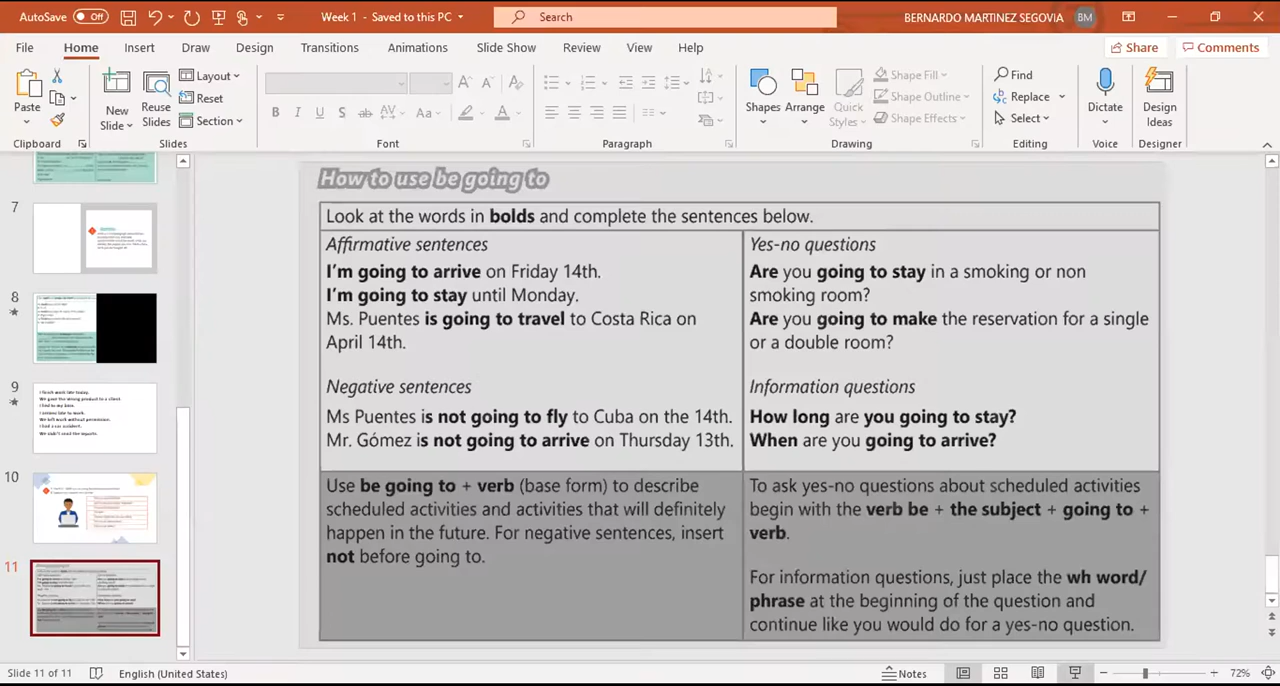 AutoSave Off Week 1 - Saved to this PC Search BERNARDO MARTINEZ SEGOVIA BM
File Home Insert Draw Design Transitions Animations Slide Show Review View Help Share Comments
Paste
Clipboard
New Slide
Reuse Slides
Layout
Reset
Section
Slides
B I U S ab AV Aa A
Font
Paragraph
Shapes
Arrange
Quick Styles
Shape Fill
Shape Outline
Shape Effects
Drawing
Find
Replace
Select
Editing
Dictate
Voice
Design Ideas
Designer
7
8
9
I finish work late today.
10
11
How to use be going to
Look at the words in bolds and complete the sentences below.
Affirmative sentences
I'm going to arrive on Friday 14th.
I'm going to stay until Monday.
Ms. Puentes is going to travel to Costa Rica on
April 14th.
Negative sentences
Ms Puentes is not going to fly to Cuba on the 14th.
Mr. Gómez is not going to arrive on Thursday 13th.
Yes-no questions
Are you going to stay in a smoking or non
smoking room?
Are you going to make the reservation for a single
or a double room?
Information questions
How long are you going to stay?
When are you going to arrive?
Use be going to + verb (base form) to describe
scheduled activities and activities that will definitely
happen in the future. For negative sentences, insert
not before going to.
To ask yes-no questions about scheduled activities
begin with the verb be + the subject + going to +
verb.
For information questions, just place the wh word/
phrase at the beginning of the question and
continue like you would do for a yes-no question.
Slide 11 of 11 English (United States) Notes 72%